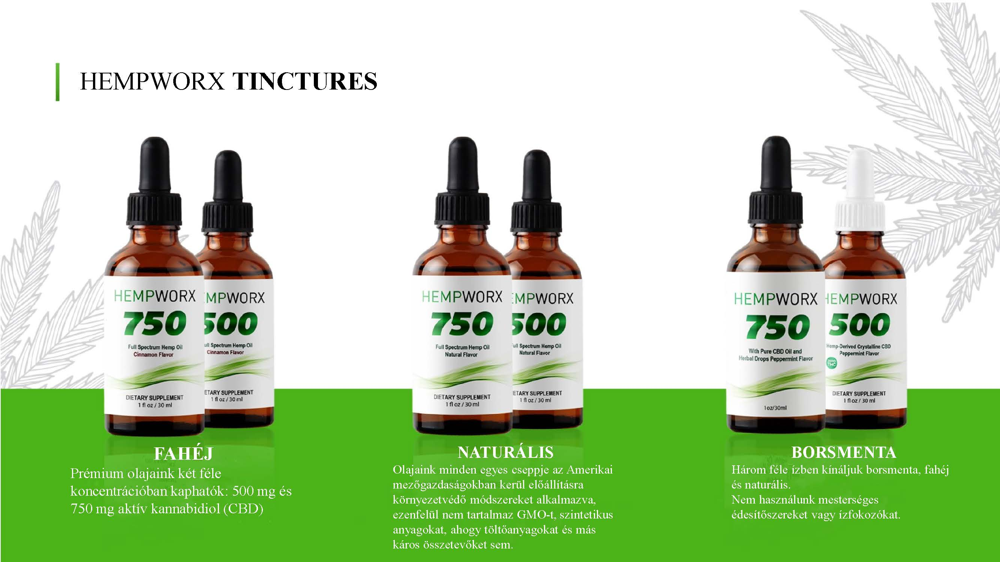 HEMPWORX TINCTURES
HEMPWORX
750
Full Spectrum Hemp Oil
Cinnamon Flavor
DIETARY SUPPLEMENT
1 fl oz / 30 ml
MPWORX
500
ull Spectrum Hemp Oil
Cinnamon Flavor
ETARY SUPPLEMENT
1 fl oz / 30 ml
HEMPWORX
750
Full Spectrum Hemp Oil
Natural Flavor
DIETARY SUPPLEMENT
1 fl oz / 30 ml
EMPWORX
500
ull Spectrum Hemp Oil
Natural Flavor
ETARY SUPPLEMENT
1 fl oz / 30 ml
HEMPWORX
750
With Pure CBD Oil and
Herbal Drops Peppermint Flavor
1oz/30ml
HEMPWORX
500
Hemp-Derived Crystalline CBD
Peppermint Flavor
ZERO
THC
DIETARY SUPPLEMENT
1 fl oz / 30 ml
FAHÉJ
Prémium olajaink két féle
koncentrációban kaphatók: 500 mg és
750 mg aktív kannabidiol (CBD)
NATURÁLIS
Olajaink minden egyes cseppje az Amerikai
mezőgazdaságokban kerül előállításra
környezetvédő módszereket alkalmazva,
ezenfelül nem tartalmaz GMO-t, szintetikus
anyagokat, ahogy töltőanyagokat és más
káros összetevőket sem.
BORSMENTA
Három féle ízben kínáljuk borsmenta, fahéj
és naturális.
Nem használunk mesterséges
édesítőszereket vagy ízfokozókat.